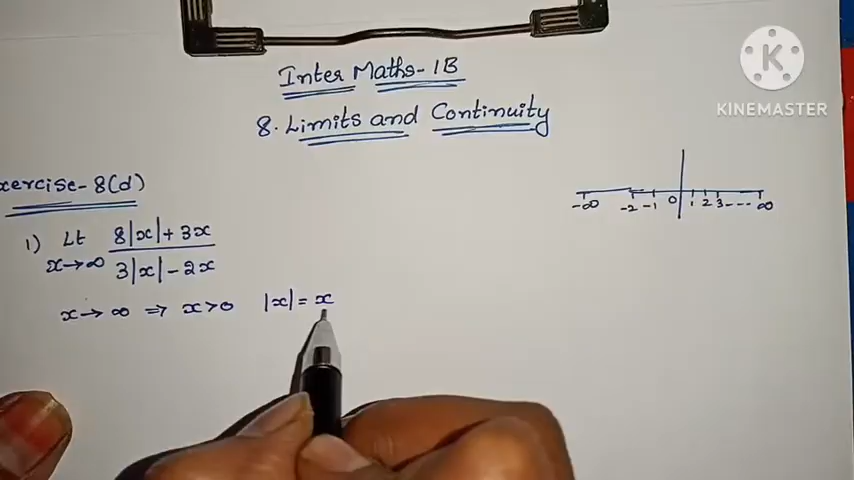 Inter Maths-1B
8. Limits and Continuity
K
KINEMASTER
xercise-8(d)
-∞ -2 -1 0 1 2 3--- ∞
1) Lt 8|x|+3x
x→∞ 3|x|-2x
x→∞ ⇒ x>0 |x|=x